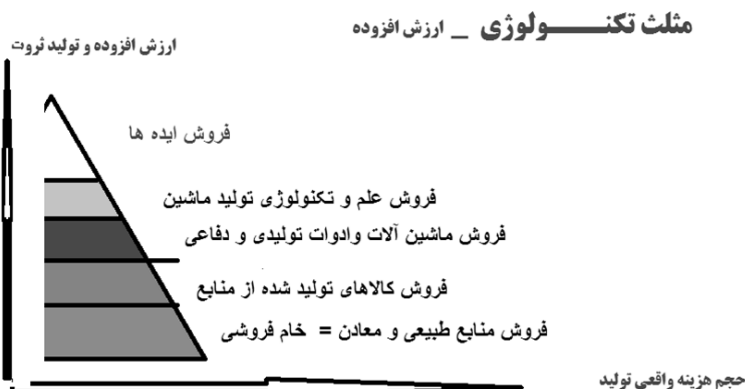 مثلث تکنـــــــــولوژی _ ارزش افزوده
ارزش افزوده و تولید ثروت
فروش ایده ها
فروش علم و تکنولوژی تولید ماشین
فروش ماشین آلات وادوات تولیدی و دفاعی
فروش کالاهای تولید شده از منابع
فروش منابع طبیعی و معادن = خام فروشی
حجم هزینه واقعی تولید